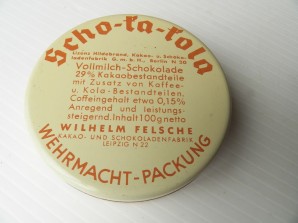 Scho-ka-kola
Lizenz Hildebrand, Kakao- u. Schoko-
ladenfabrik G.m.b.H., Berlin N 20
Vollmilch-Schokolade
29% Kakaobestandteile
mit Zusatz von Kaffee-
u. Kola-Bestandteilen.
Coffeingehalt etwa 0,15%
Anregend und leistungs-
steigernd. Inhalt 100g netto
WILHELM FELSCHE
KAKAO- UND SCHOKOLADENFABRIK
LEIPZIG N 22
WEHRMACHT-PACKUNG